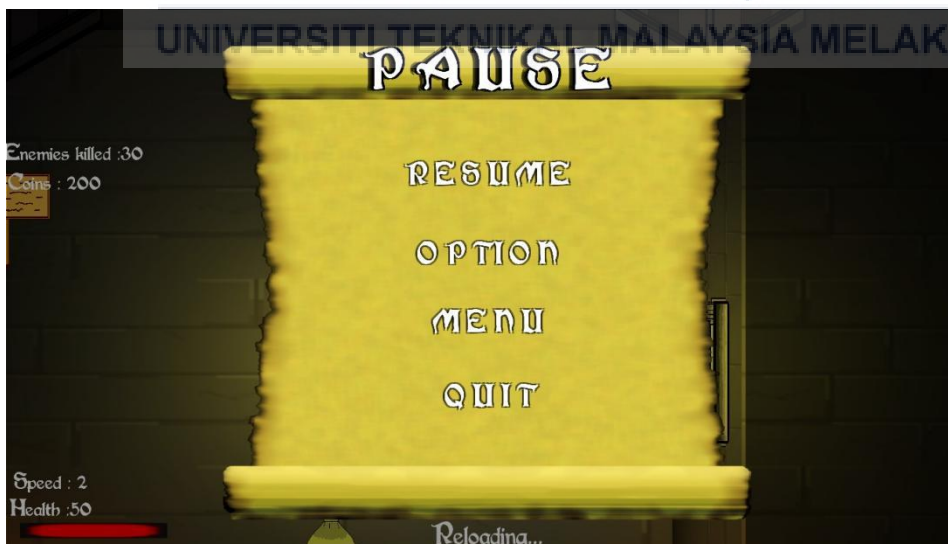 UNIVERSITI TEKNIKAL MALAYSIA MELAK
PAUSE
Enemies killed :30
Coins : 200
RESUME
OPTION
MENU
QUIT
Speed : 2
Health :50
Reloading...